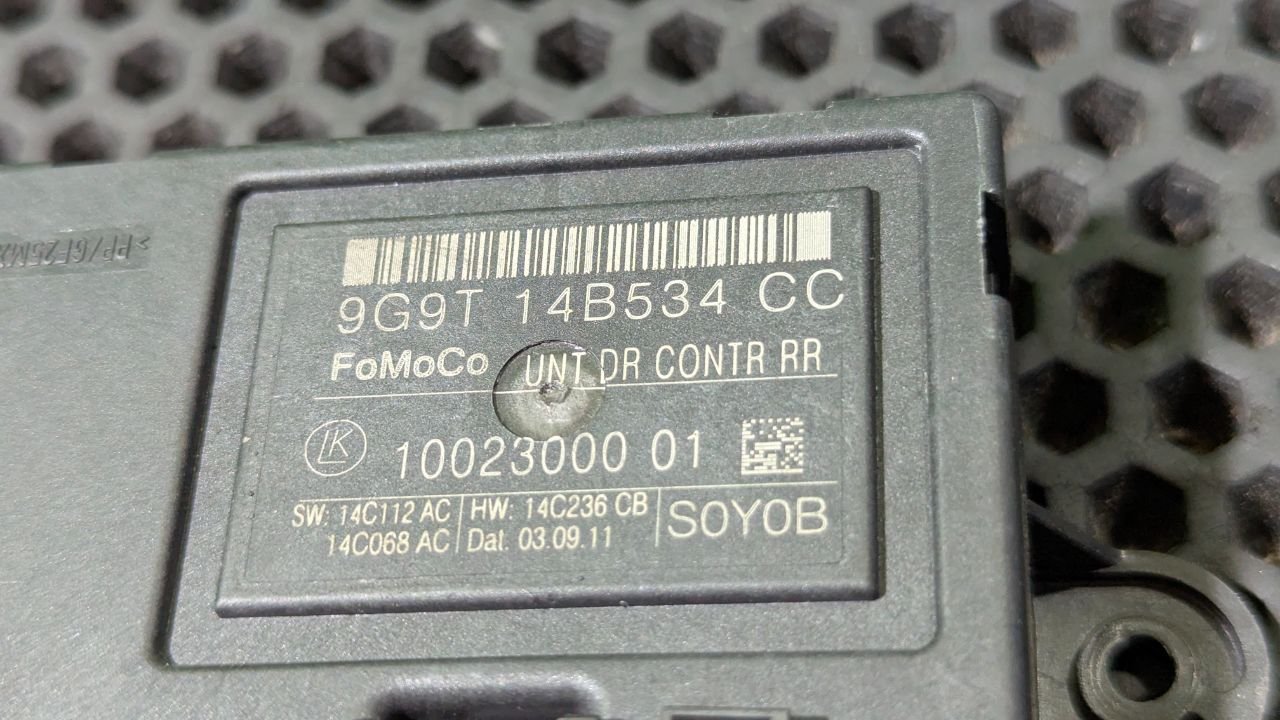 9G9T 14B534 CC
FoMoCo UNT DR CONTR RR
LK 10023000 01
SW: 14C112 AC HW: 14C236 CB S0Y0B
14C068 AC Dat. 03.09.11